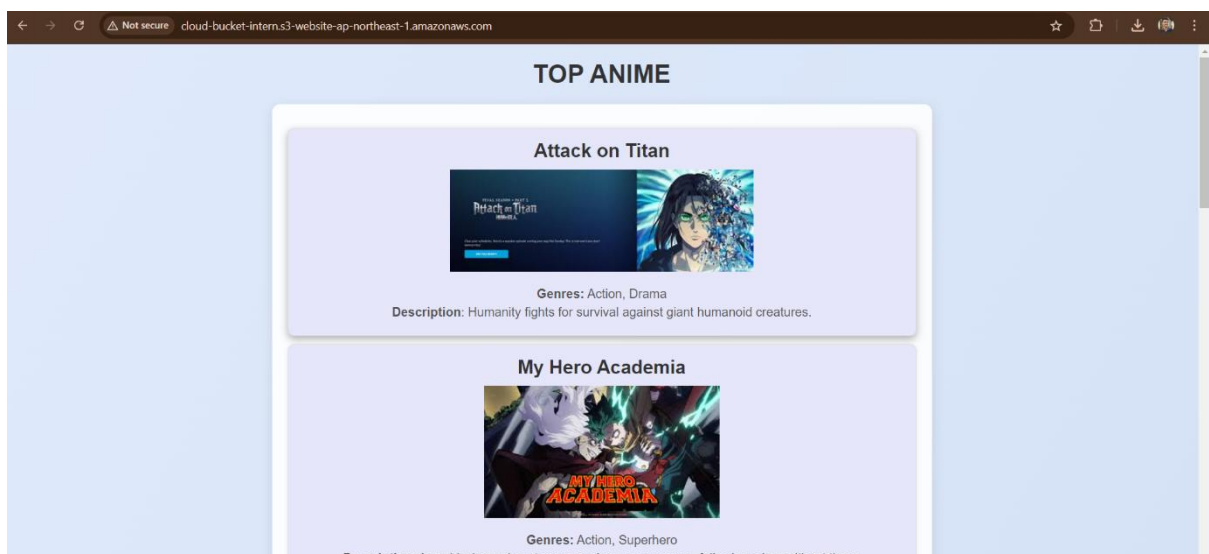 Not secure cloud-bucket-intern.s3-website-ap-northeast-1.amazonaws.com
TOP ANIME
Attack on Titan
Attack on Titan
Genres: Action, Drama
Description: Humanity fights for survival against giant humanoid creatures.
My Hero Academia
MY HERO
ACADEMIA
Genres: Action, Superhero